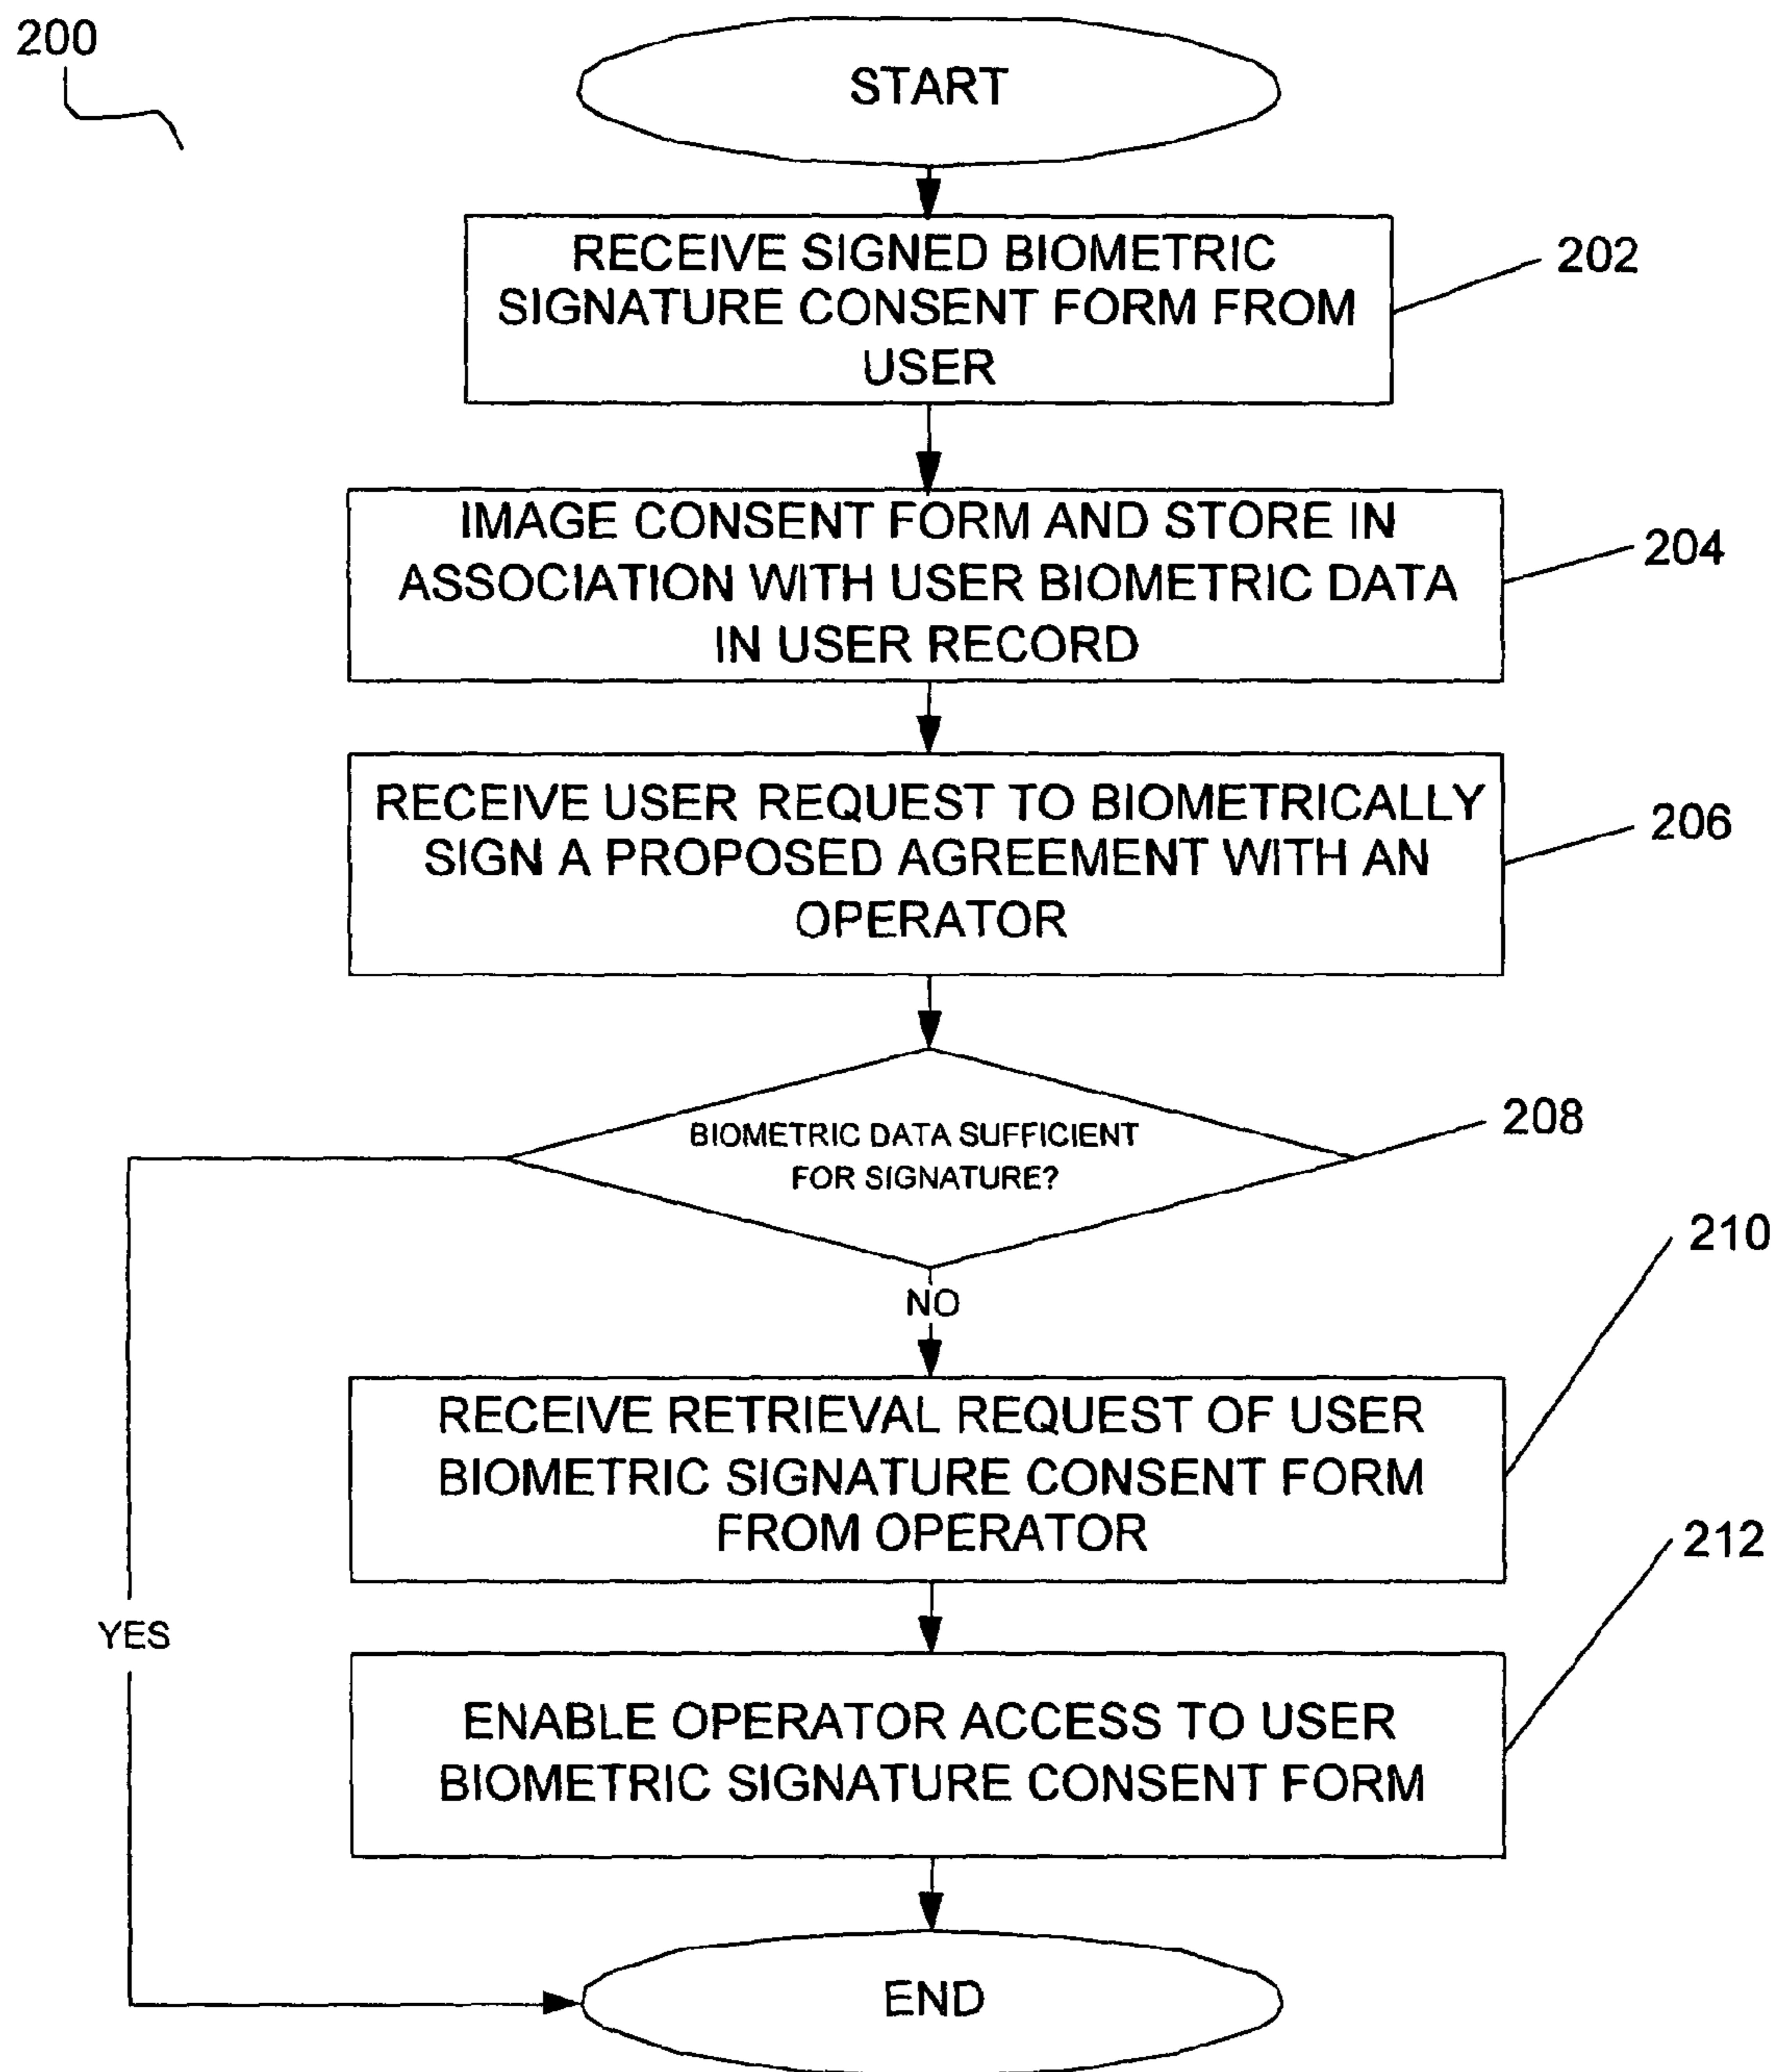 200
START
RECEIVE SIGNED BIOMETRIC
SIGNATURE CONSENT FORM FROM
USER
202
IMAGE CONSENT FORM AND STORE IN
ASSOCIATION WITH USER BIOMETRIC DATA
IN USER RECORD
204
RECEIVE USER REQUEST TO BIOMETRICALLY
SIGN A PROPOSED AGREEMENT WITH AN
OPERATOR
206
BIOMETRIC DATA SUFFICIENT
FOR SIGNATURE?
208
NO
210
RECEIVE RETRIEVAL REQUEST OF USER
BIOMETRIC SIGNATURE CONSENT FORM
FROM OPERATOR
212
YES
ENABLE OPERATOR ACCESS TO USER
BIOMETRIC SIGNATURE CONSENT FORM
END